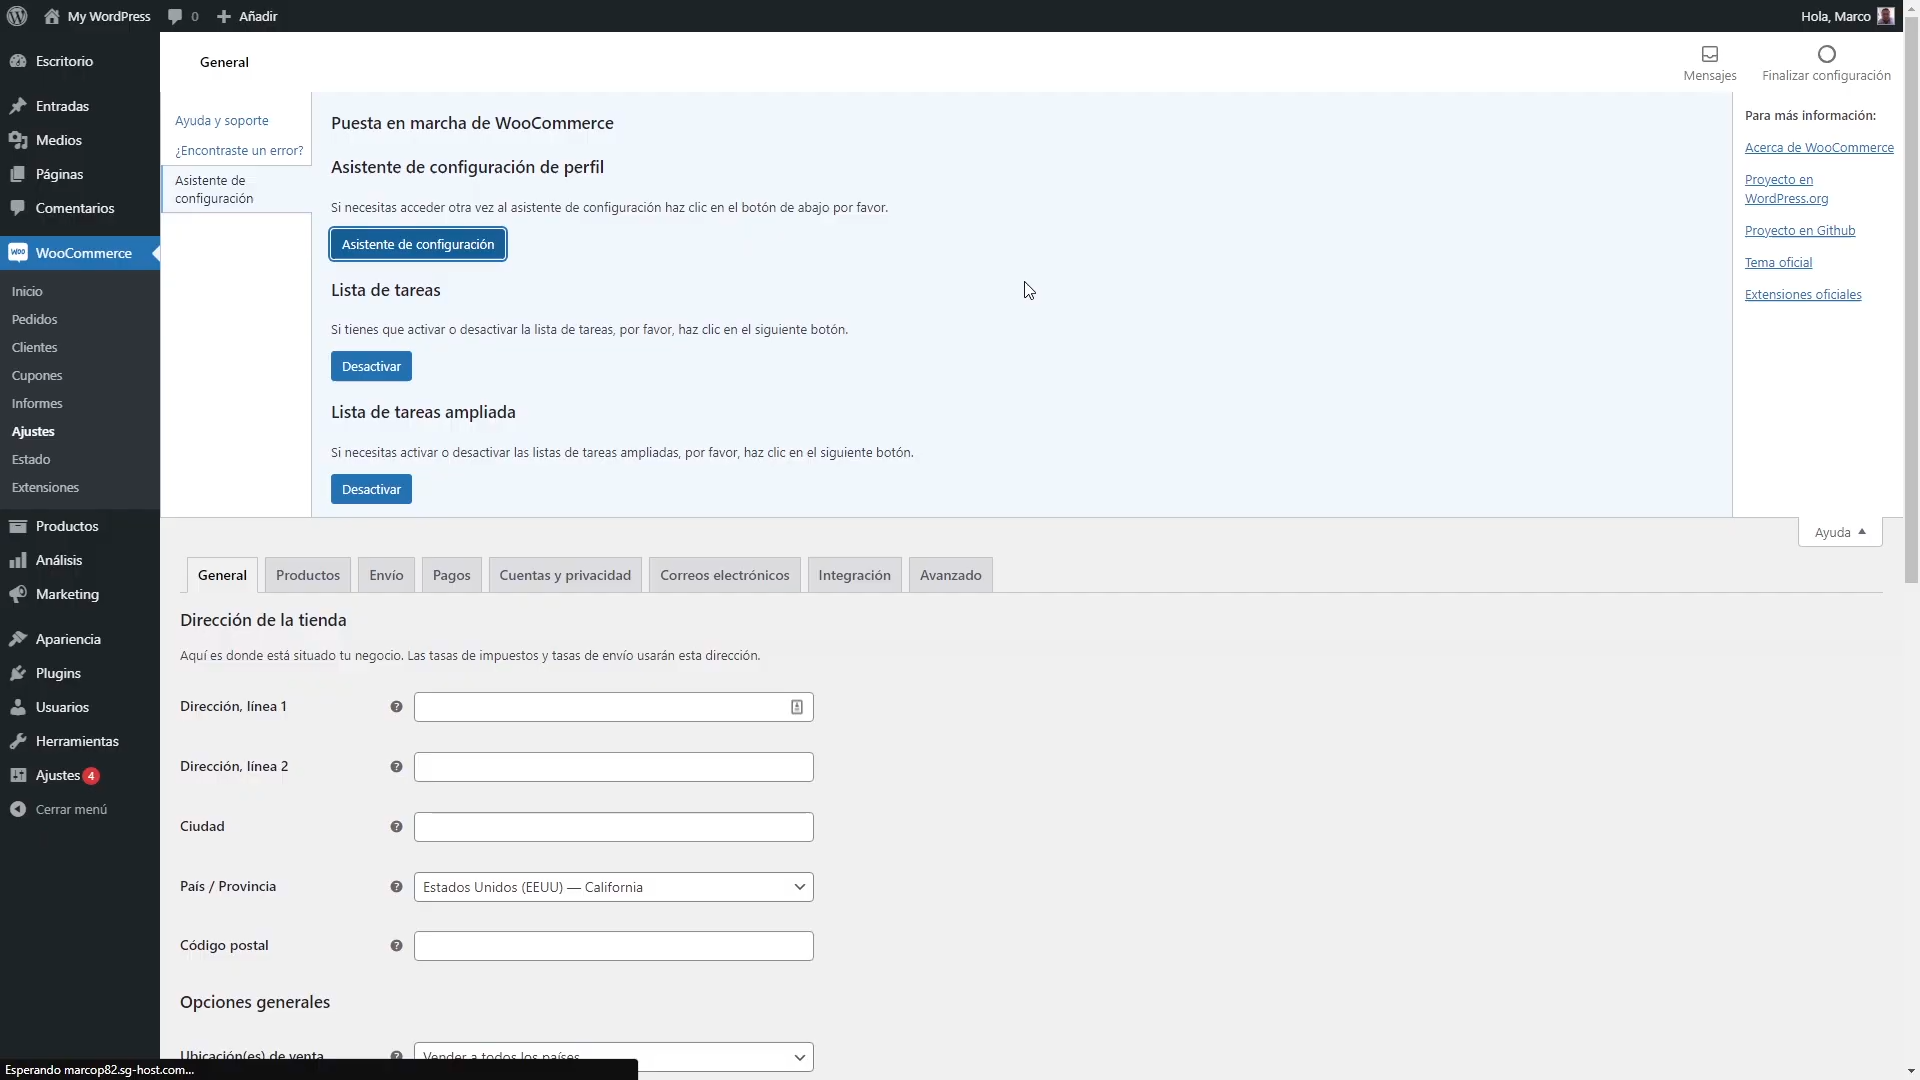 My WordPress
0
Añadir
Hola, Marco
Escritorio
Entradas
Medios
Páginas
Comentarios
WooCommerce
Inicio
Pedidos
Clientes
Cupones
Informes
Ajustes
Estado
Extensiones
Productos
Análisis
Marketing
Apariencia
Plugins
Usuarios
Herramientas
Ajustes 4
Cerrar menú
General
Mensajes
Finalizar configuración
Ayuda y soporte
¿Encontraste un error?
Asistente de
configuración
Puesta en marcha de WooCommerce
Asistente de configuración de perfil
Si necesitas acceder otra vez al asistente de configuración haz clic en el botón de abajo por favor.
Asistente de configuración
Lista de tareas
Si tienes que activar o desactivar la lista de tareas, por favor, haz clic en el siguiente botón.
Desactivar
Lista de tareas ampliada
Si necesitas activar o desactivar las listas de tareas ampliadas, por favor, haz clic en el siguiente botón.
Desactivar
Para más información:
Acerca de WooCommerce
Proyecto en
WordPress.org
Proyecto en Github
Tema oficial
Extensiones oficiales
Ayuda
General
Productos
Envío
Pagos
Cuentas y privacidad
Correos electrónicos
Integración
Avanzado
Dirección de la tienda
Aquí es donde está situado tu negocio. Las tasas de impuestos y tasas de envío usarán esta dirección.
Dirección, línea 1
Dirección, línea 2
Ciudad
País / Provincia
Estados Unidos (EEUU) — California
Código postal
Opciones generales
Ubicación(es) de venta
Vender a todos los países
Esperando marcop82.sg-host.com...